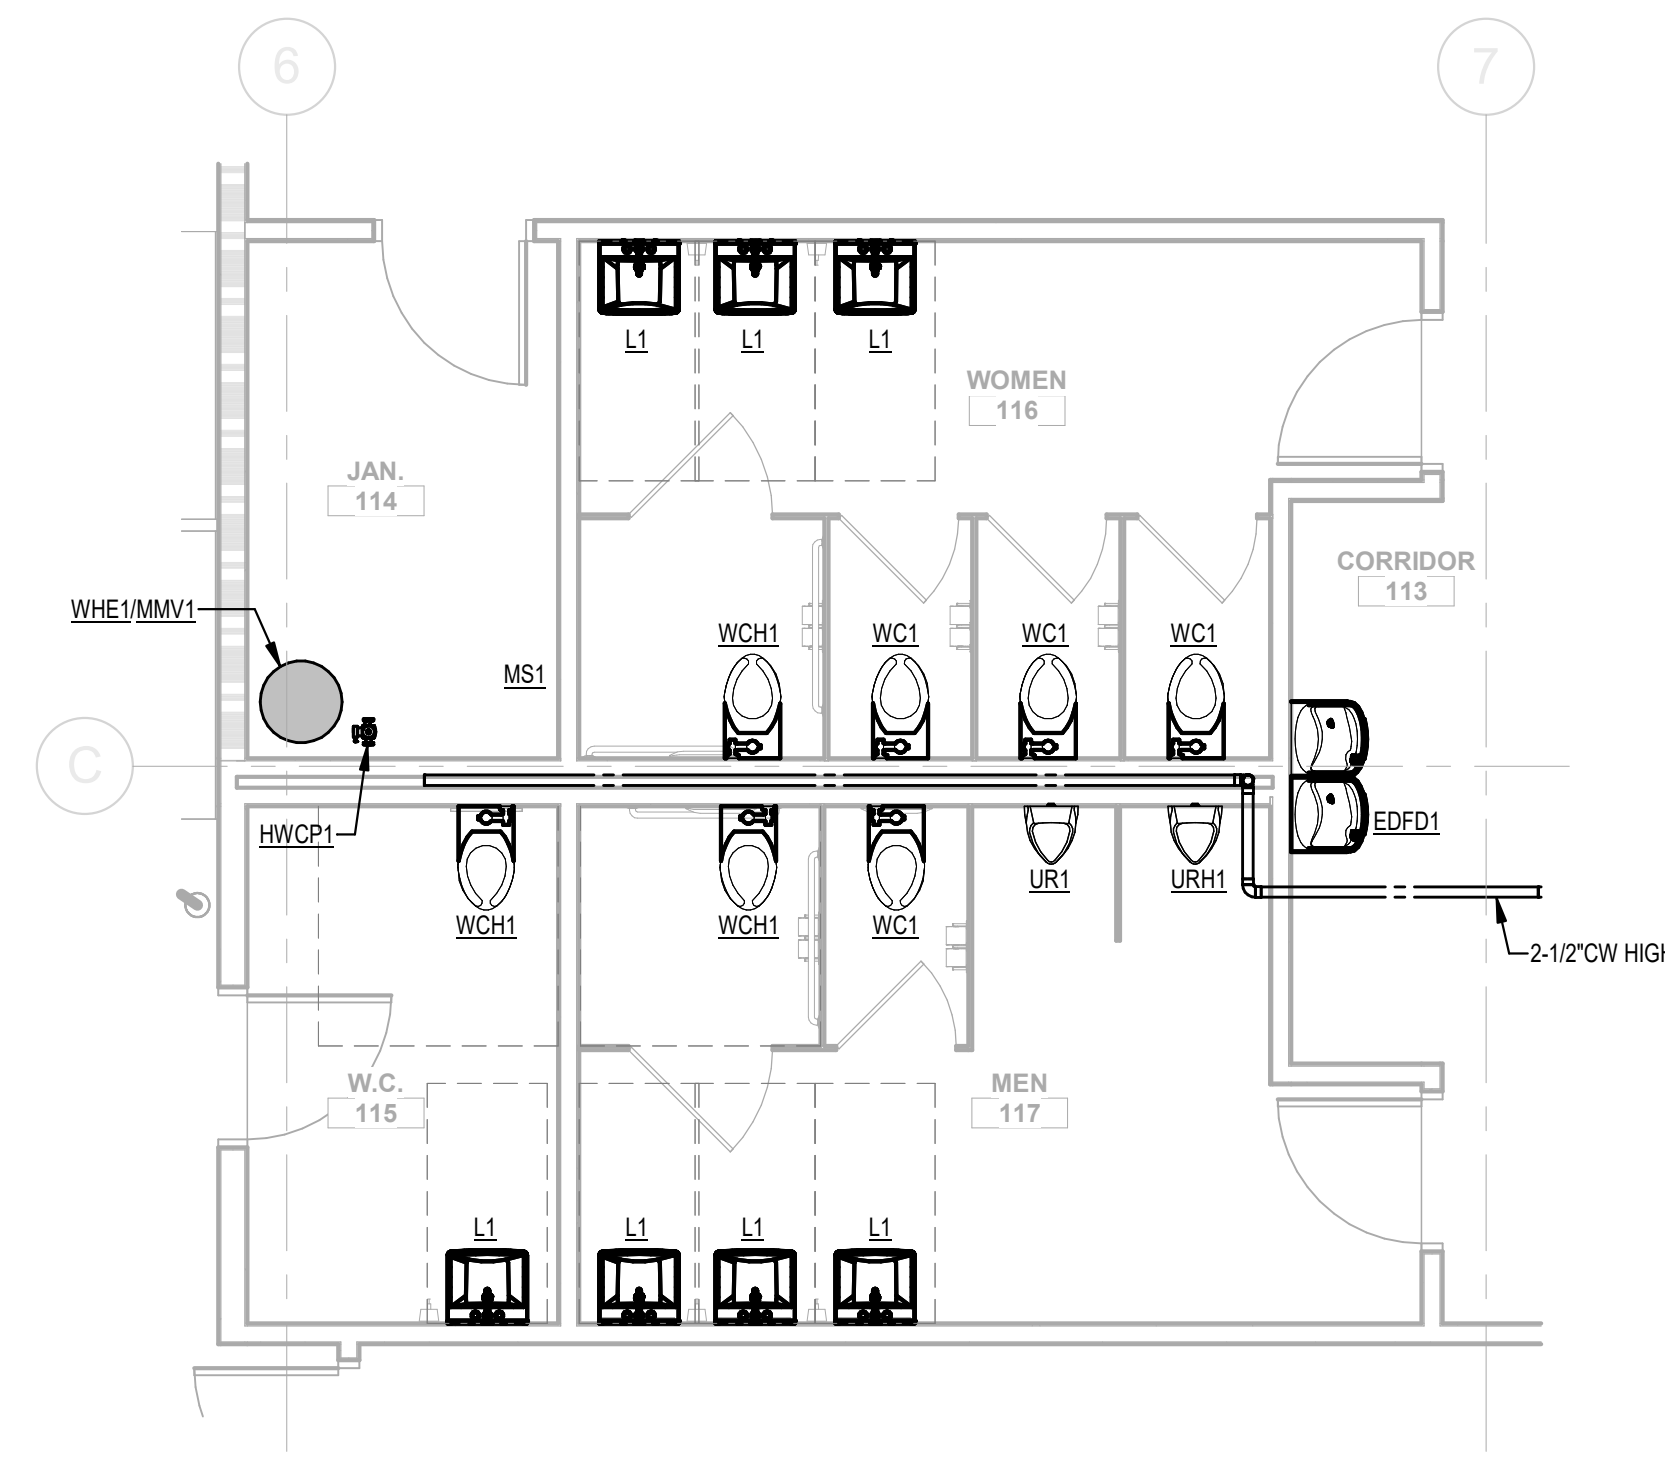 6
7
L1
L1
L1
WOMEN
116
JAN.
114
CORRIDOR
113
WHE1/MMV1
WCH1
WC1
WC1
WC1
MS1
C
HWCP1
EDFD1
UR1
URH1
WCH1
WCH1
WC1
2-1/2"CW HIGH
W.C.
115
MEN
117
L1
L1
L1
L1